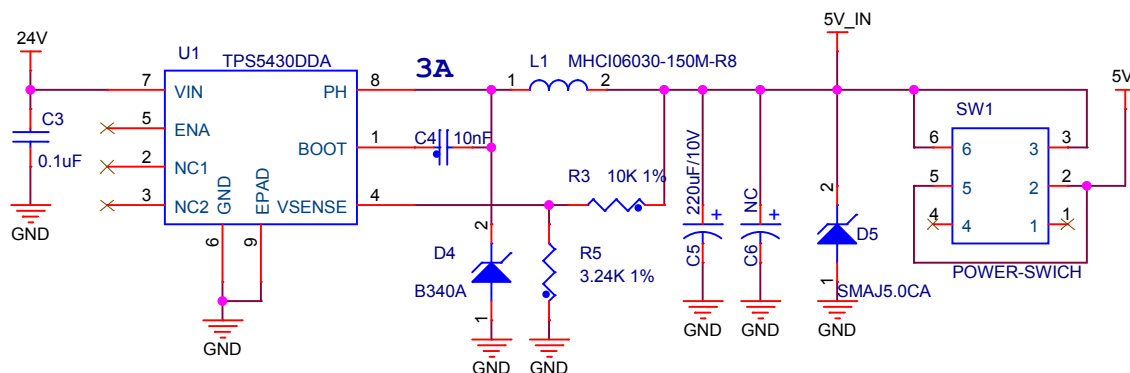 24V
C3
0.1uF
GND
U1
TPS5430DDA
7
VIN
5
ENA
2
NC1
3
NC2
GND
EPAD
6
9
GND
PH
8
BOOT
1
VSENSE
4
3A
C4
10nF
L1
MHCI06030-150M-R8
1
2
R3
10K 1%
D4
B340A
2
1
GND
R5
3.24K 1%
GND
220uF/10V
C5
GND
NC
C6
GND
5V_IN
2
D5
1
SMAJ5.0CA
GND
SW1
6
6
3
3
5
5
2
2
4
4
1
1
POWER-SWICH
5V